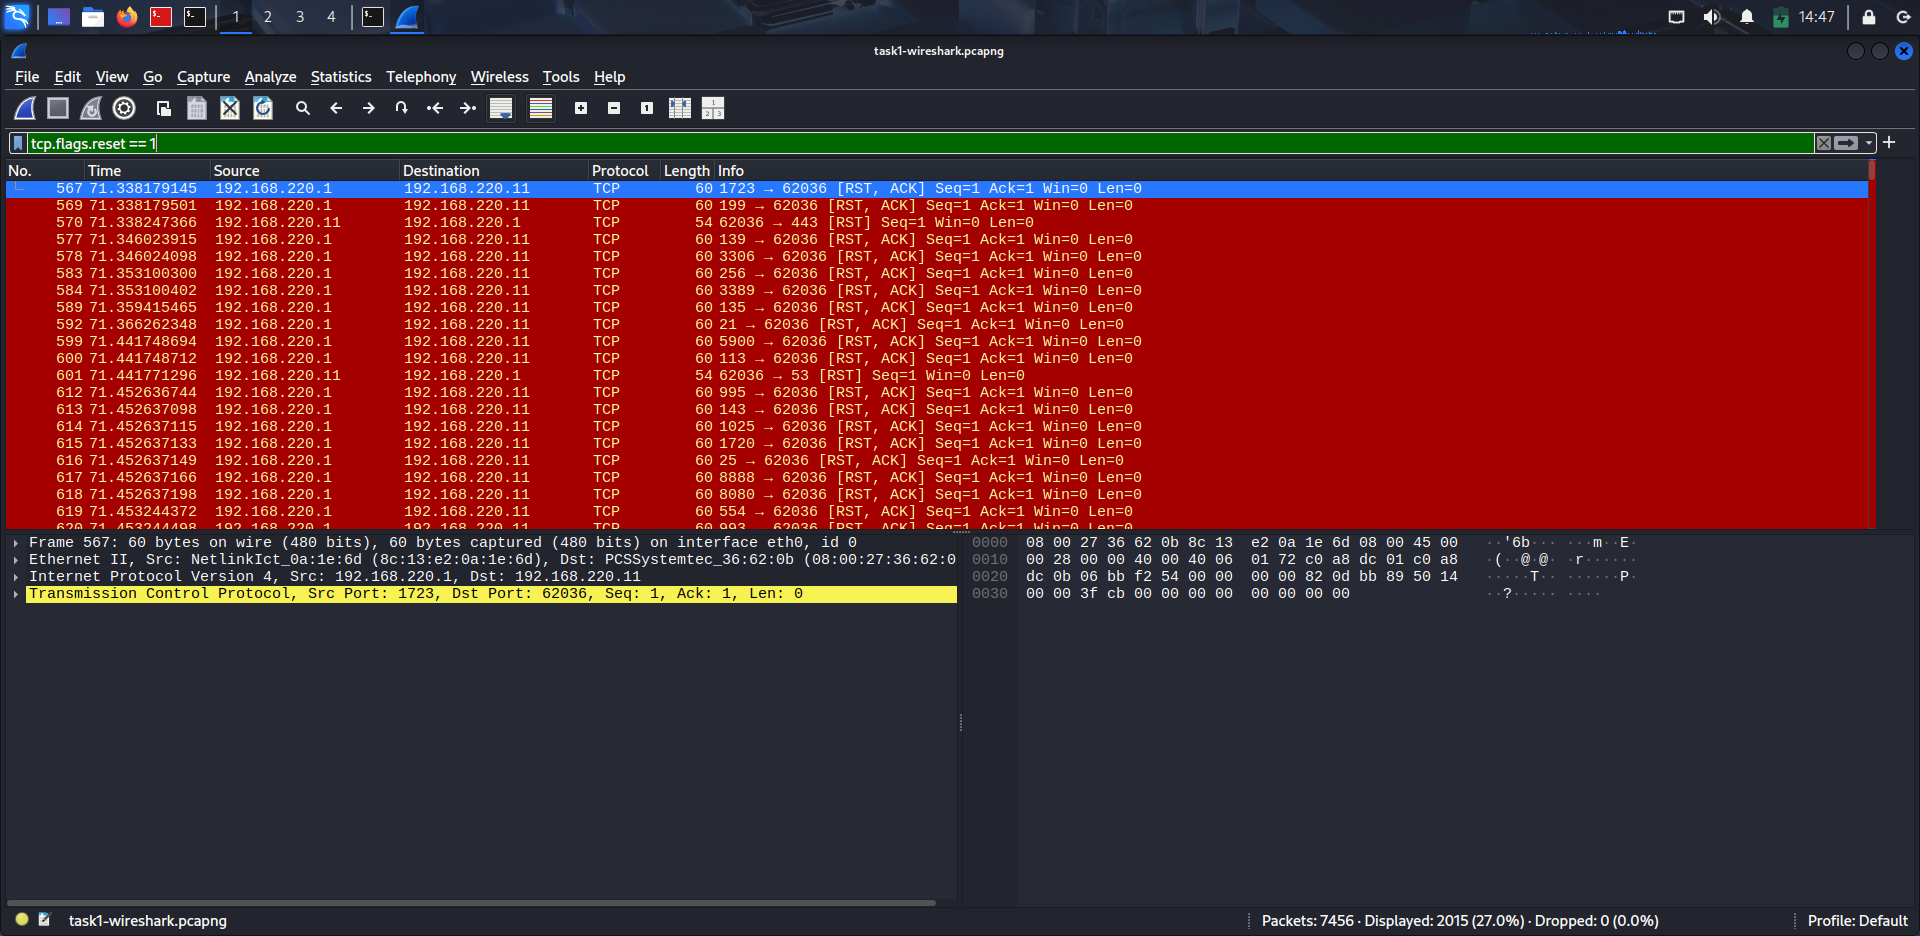 1 2 3 4 14:47
task1-wireshark.pcapng
File Edit View Go Capture Analyze Statistics Telephony Wireless Tools Help
tcp.flags.reset == 1
No. Time Source Destination Protocol Length Info
567 71.338179145 192.168.220.1 192.168.220.11 TCP 60 1723 → 62036 [RST, ACK] Seq=1 Ack=1 Win=0 Len=0
569 71.338179501 192.168.220.1 192.168.220.11 TCP 60 199 → 62036 [RST, ACK] Seq=1 Ack=1 Win=0 Len=0
570 71.338247366 192.168.220.11 192.168.220.1 TCP 54 62036 → 443 [RST] Seq=1 Win=0 Len=0
577 71.346023915 192.168.220.1 192.168.220.11 TCP 60 139 → 62036 [RST, ACK] Seq=1 Ack=1 Win=0 Len=0
578 71.346024098 192.168.220.1 192.168.220.11 TCP 60 3306 → 62036 [RST, ACK] Seq=1 Ack=1 Win=0 Len=0
583 71.353100300 192.168.220.1 192.168.220.11 TCP 60 256 → 62036 [RST, ACK] Seq=1 Ack=1 Win=0 Len=0
584 71.353100402 192.168.220.1 192.168.220.11 TCP 60 3389 → 62036 [RST, ACK] Seq=1 Ack=1 Win=0 Len=0
589 71.359415465 192.168.220.1 192.168.220.11 TCP 60 135 → 62036 [RST, ACK] Seq=1 Ack=1 Win=0 Len=0
592 71.366262348 192.168.220.1 192.168.220.11 TCP 60 21 → 62036 [RST, ACK] Seq=1 Ack=1 Win=0 Len=0
599 71.441748694 192.168.220.1 192.168.220.11 TCP 60 5900 → 62036 [RST, ACK] Seq=1 Ack=1 Win=0 Len=0
600 71.441748712 192.168.220.1 192.168.220.11 TCP 60 113 → 62036 [RST, ACK] Seq=1 Ack=1 Win=0 Len=0
601 71.441771296 192.168.220.11 192.168.220.1 TCP 54 62036 → 53 [RST] Seq=1 Win=0 Len=0
612 71.452636744 192.168.220.1 192.168.220.11 TCP 60 995 → 62036 [RST, ACK] Seq=1 Ack=1 Win=0 Len=0
613 71.452637098 192.168.220.1 192.168.220.11 TCP 60 143 → 62036 [RST, ACK] Seq=1 Ack=1 Win=0 Len=0
614 71.452637115 192.168.220.1 192.168.220.11 TCP 60 1025 → 62036 [RST, ACK] Seq=1 Ack=1 Win=0 Len=0
615 71.452637133 192.168.220.1 192.168.220.11 TCP 60 1720 → 62036 [RST, ACK] Seq=1 Ack=1 Win=0 Len=0
616 71.452637149 192.168.220.1 192.168.220.11 TCP 60 25 → 62036 [RST, ACK] Seq=1 Ack=1 Win=0 Len=0
617 71.452637166 192.168.220.1 192.168.220.11 TCP 60 8888 → 62036 [RST, ACK] Seq=1 Ack=1 Win=0 Len=0
618 71.452637198 192.168.220.1 192.168.220.11 TCP 60 8080 → 62036 [RST, ACK] Seq=1 Ack=1 Win=0 Len=0
619 71.453244372 192.168.220.1 192.168.220.11 TCP 60 554 → 62036 [RST, ACK] Seq=1 Ack=1 Win=0 Len=0
620 71.453244498 192.168.220.1 192.168.220.11 TCP 60 993 → 62036 [RST, ACK] Seq=1 Ack=1 Win=0 Len=0
Frame 567: 60 bytes on wire (480 bits), 60 bytes captured (480 bits) on interface eth0, id 0
Ethernet II, Src: NetlinkIct_0a:1e:6d (8c:13:e2:0a:1e:6d), Dst: PCSSystemtec_36:62:0b (08:00:27:36:62:0
Internet Protocol Version 4, Src: 192.168.220.1, Dst: 192.168.220.11
Transmission Control Protocol, Src Port: 1723, Dst Port: 62036, Seq: 1, Ack: 1, Len: 0
0000 08 00 27 36 62 0b 8c 13 e2 0a 1e 6d 08 00 45 00 ··'6b··· ···m··E·
0010 00 28 00 00 40 00 40 06 01 72 c0 a8 dc 01 c0 a8 ·(··@·@· ·r······
0020 dc 0b 06 bb f2 54 00 00 00 00 82 0d bb 89 50 14 ·····T·· ······P·
0030 00 00 3f cb 00 00 00 00 00 00 00 00 ··?····· ····
task1-wireshark.pcapng Packets: 7456 · Displayed: 2015 (27.0%) · Dropped: 0 (0.0%) Profile: Default